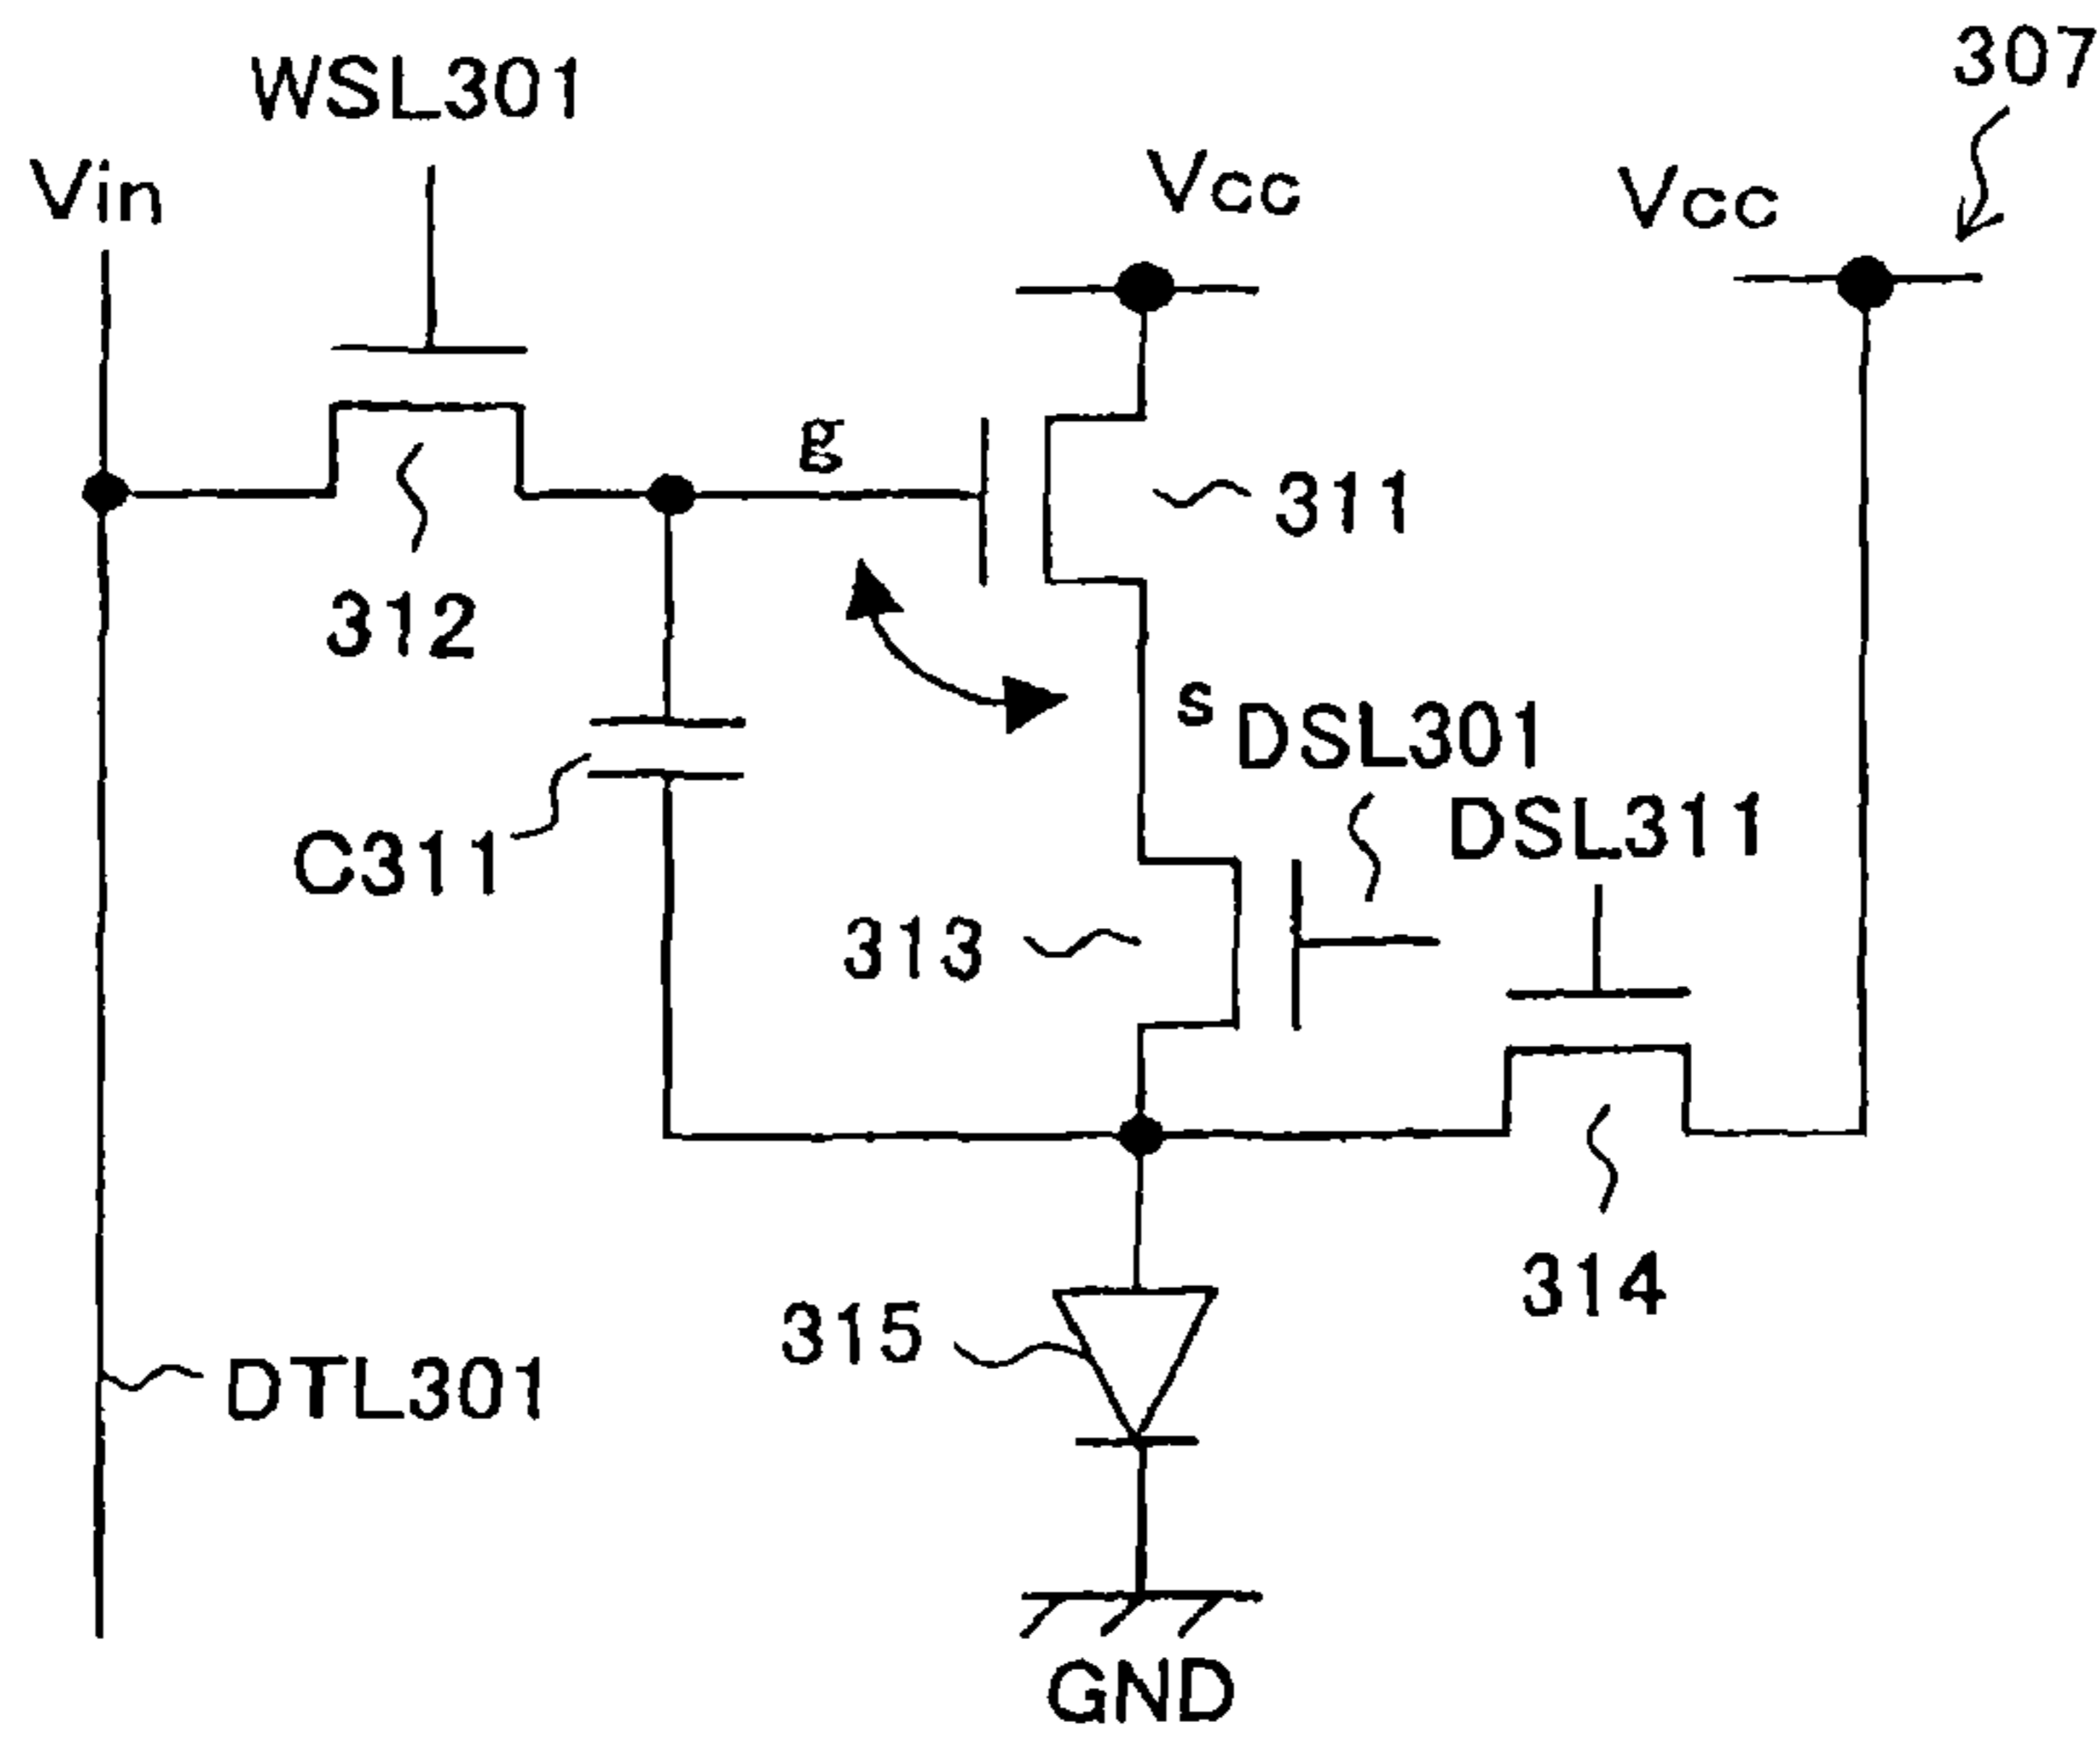 307
WSL301
Vin
Vcc
Vcc
g
311
312
s
DSL301
DSL311
C311
313
314
315
DTL301
GND